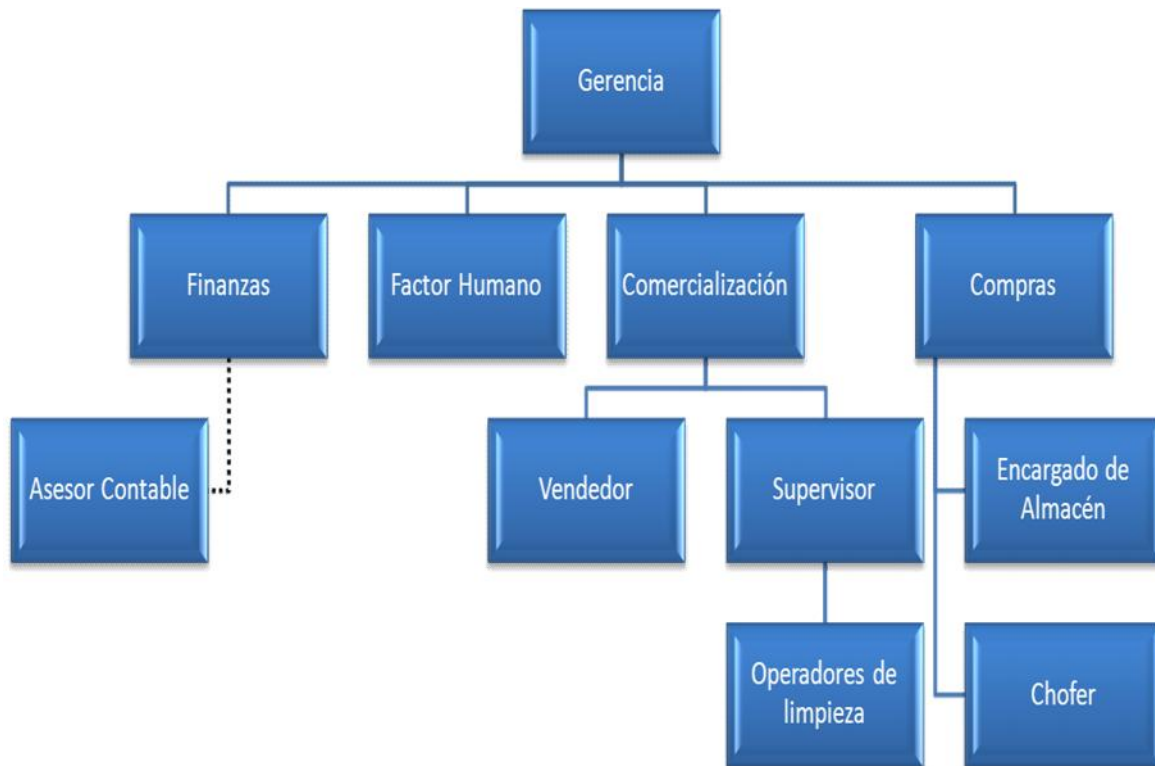 Gerencia
Finanzas
Factor Humano
Comercialización
Compras
Asesor Contable
Vendedor
Supervisor
Encargado de
Almacén
Operadores de
limpieza
Chofer